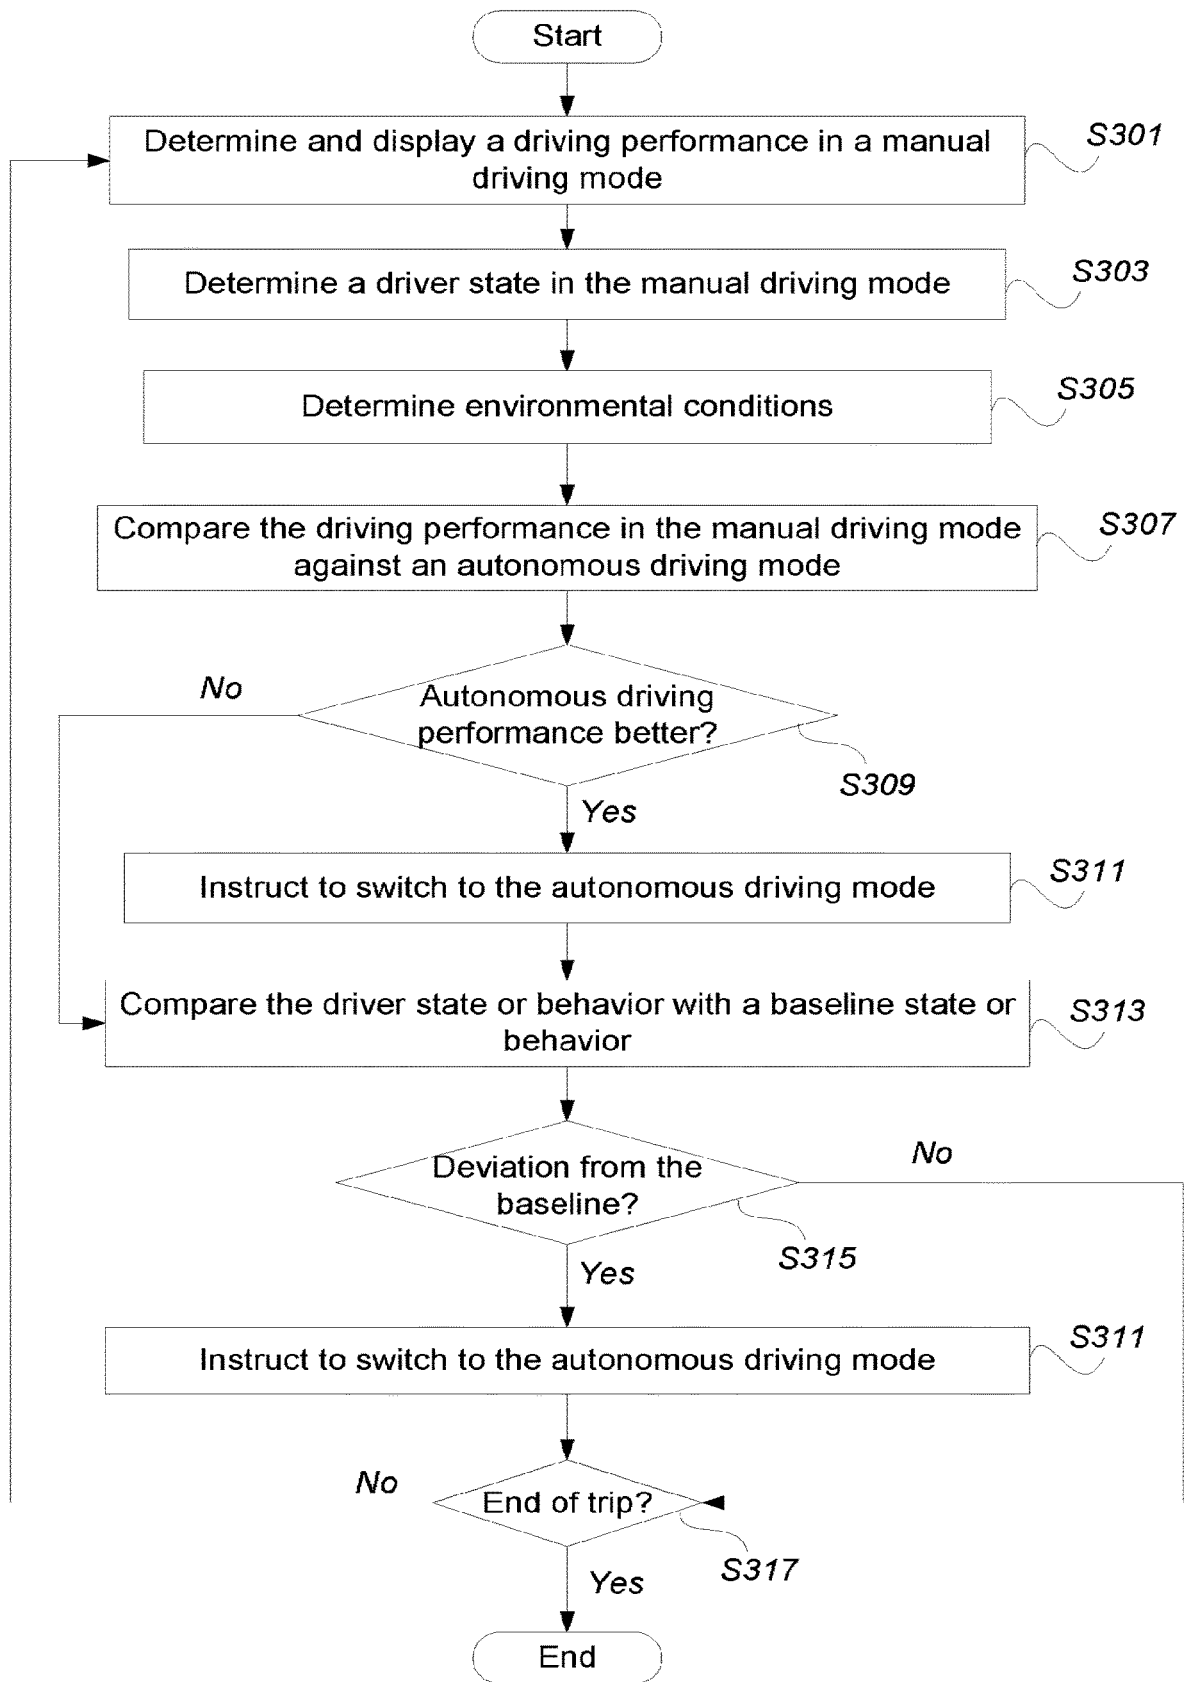 Start
Determine and display a driving performance in a manual
driving mode
S301
Determine a driver state in the manual driving mode
S303
Determine environmental conditions
S305
Compare the driving performance in the manual driving mode
against an autonomous driving mode
S307
No
Autonomous driving
performance better?
S309
Yes
Instruct to switch to the autonomous driving mode
S311
Compare the driver state or behavior with a baseline state or
behavior
S313
Deviation from the
baseline?
No
S315
Yes
Instruct to switch to the autonomous driving mode
S311
No
End of trip?
S317
Yes
End